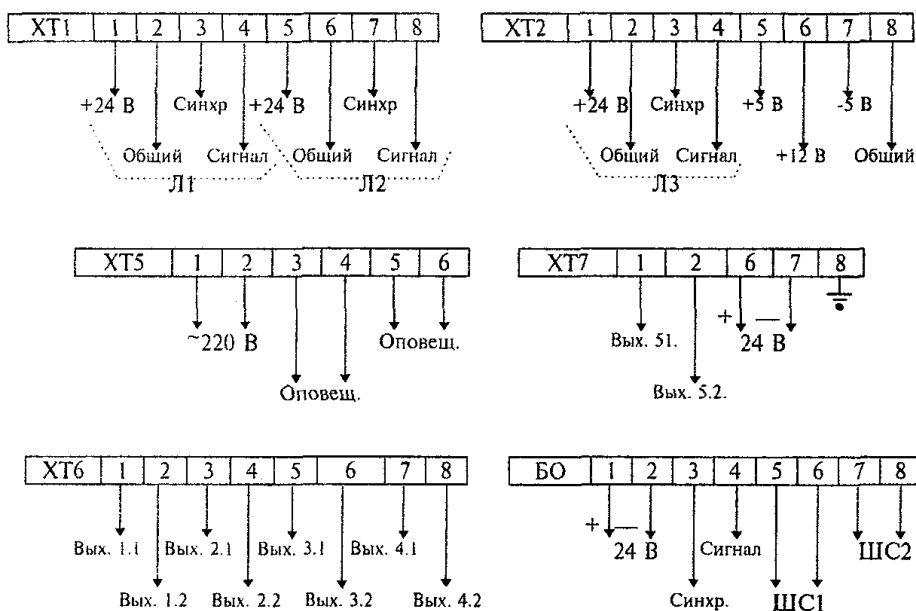 XT1 1 2 3 4 5 6 7 8
XT2 1 2 3 4 5 6 7 8
+24 В Синхр +24 В Синхр
+24 В Синхр +5 В -5 В
Общий Сигнал Общий Сигнал
Общий Сигнал +12 В Общий
Л1 Л2
Л3
XT5 1 2 3 4 5 6
XT7 1 2 6 7 8
~220 В Оповещ.
Вых. 51. + — 24 В
Оповещ.
Вых. 5.2.
XT6 1 2 3 4 5 6 7 8
БО 1 2 3 4 5 6 7 8
Вых. 1.1 Вых. 2.1 Вых. 3.1 Вых. 4.1
+ — 24 В Сигнал ШС2
Вых. 1.2 Вых. 2.2 Вых. 3.2 Вых. 4.2
Синхр. ШС1